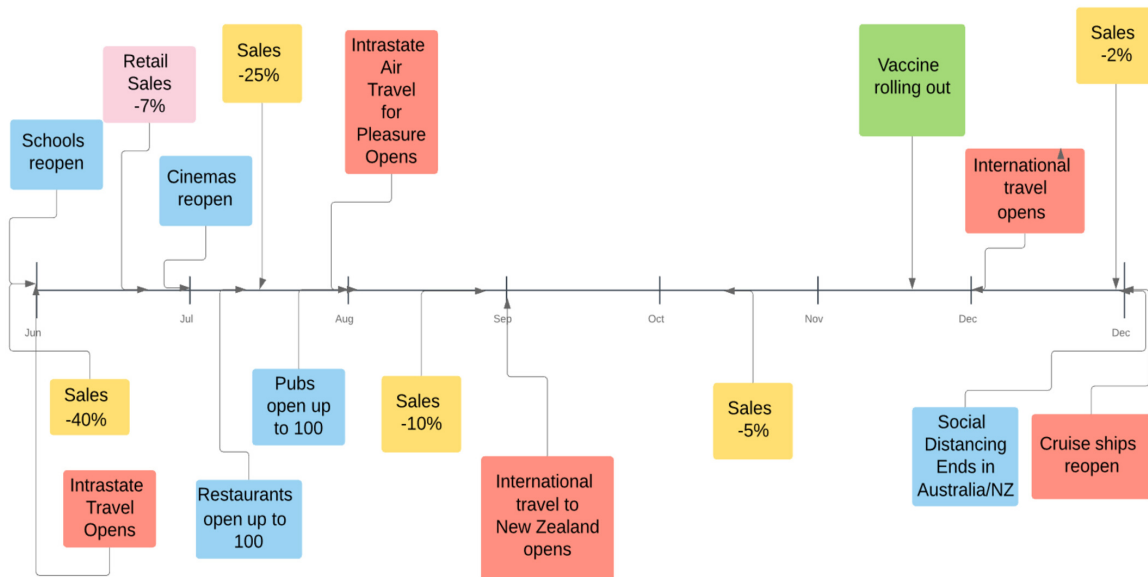 Schools
reopen
Retail
Sales
-7%
Cinemas
reopen
Sales
-25%
Intrastate
Air
Travel
for
Pleasure
Opens
Vaccine
rolling out
International
travel
opens
Sales
-2%
Jun
Jul
Aug
Sep
Oct
Nov
Dec
Dec
Sales
-40%
Intrastate
Travel
Opens
Restaurants
open up to
100
Pubs
open up
to 100
Sales
-10%
International
travel to
New Zealand
opens
Sales
-5%
Social
Distancing
Ends in
Australia/NZ
Cruise ships
reopen